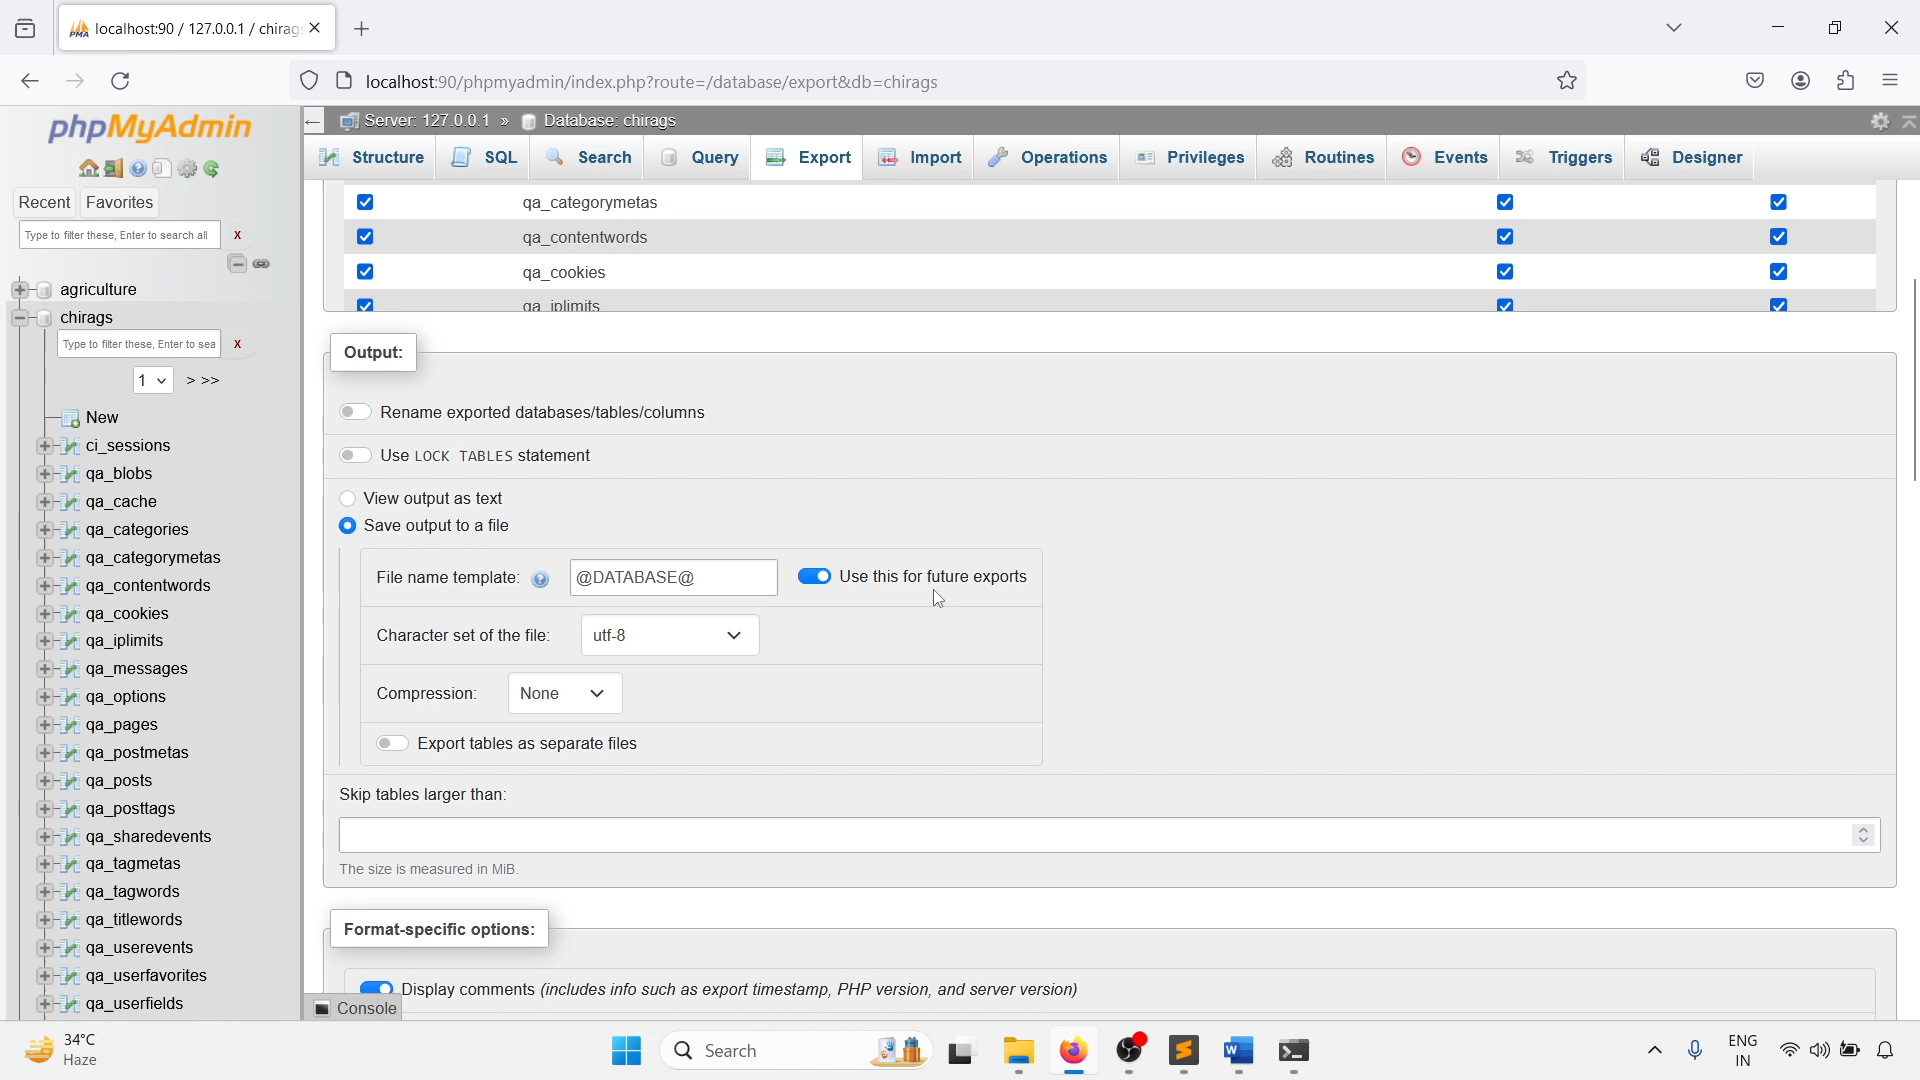 localhost:90 / 127.0.0.1 / chirags
localhost:90/phpmyadmin/index.php?route=/database/export&db=chirags
phpMyAdmin
Server: 127.0.0.1 » Database: chirags
Structure SQL Search Query Export Import Operations Privileges Routines Events Triggers Designer
Recent Favorites
Type to filter these, Enter to search all X
agriculture
chirags
Type to filter these, Enter to sea X
1 > >>
New
ci_sessions
qa_blobs
qa_cache
qa_categories
qa_categorymetas
qa_contentwords
qa_cookies
qa_iplimits
qa_messages
qa_options
qa_pages
qa_postmetas
qa_posts
qa_posttags
qa_sharedevents
qa_tagmetas
qa_tagwords
qa_titlewords
qa_userevents
qa_userfavorites
qa_userfields
qa_categorymetas
qa_contentwords
qa_cookies
qa_iplimits
Output:
Rename exported databases/tables/columns
Use LOCK TABLES statement
View output as text
Save output to a file
File name template: @DATABASE@ Use this for future exports
Character set of the file: utf-8
Compression: None
Export tables as separate files
Skip tables larger than:
The size is measured in MiB.
Format-specific options:
Display comments (includes info such as export timestamp, PHP version, and server version)
Console
34°C
Haze
Search
ENG
IN